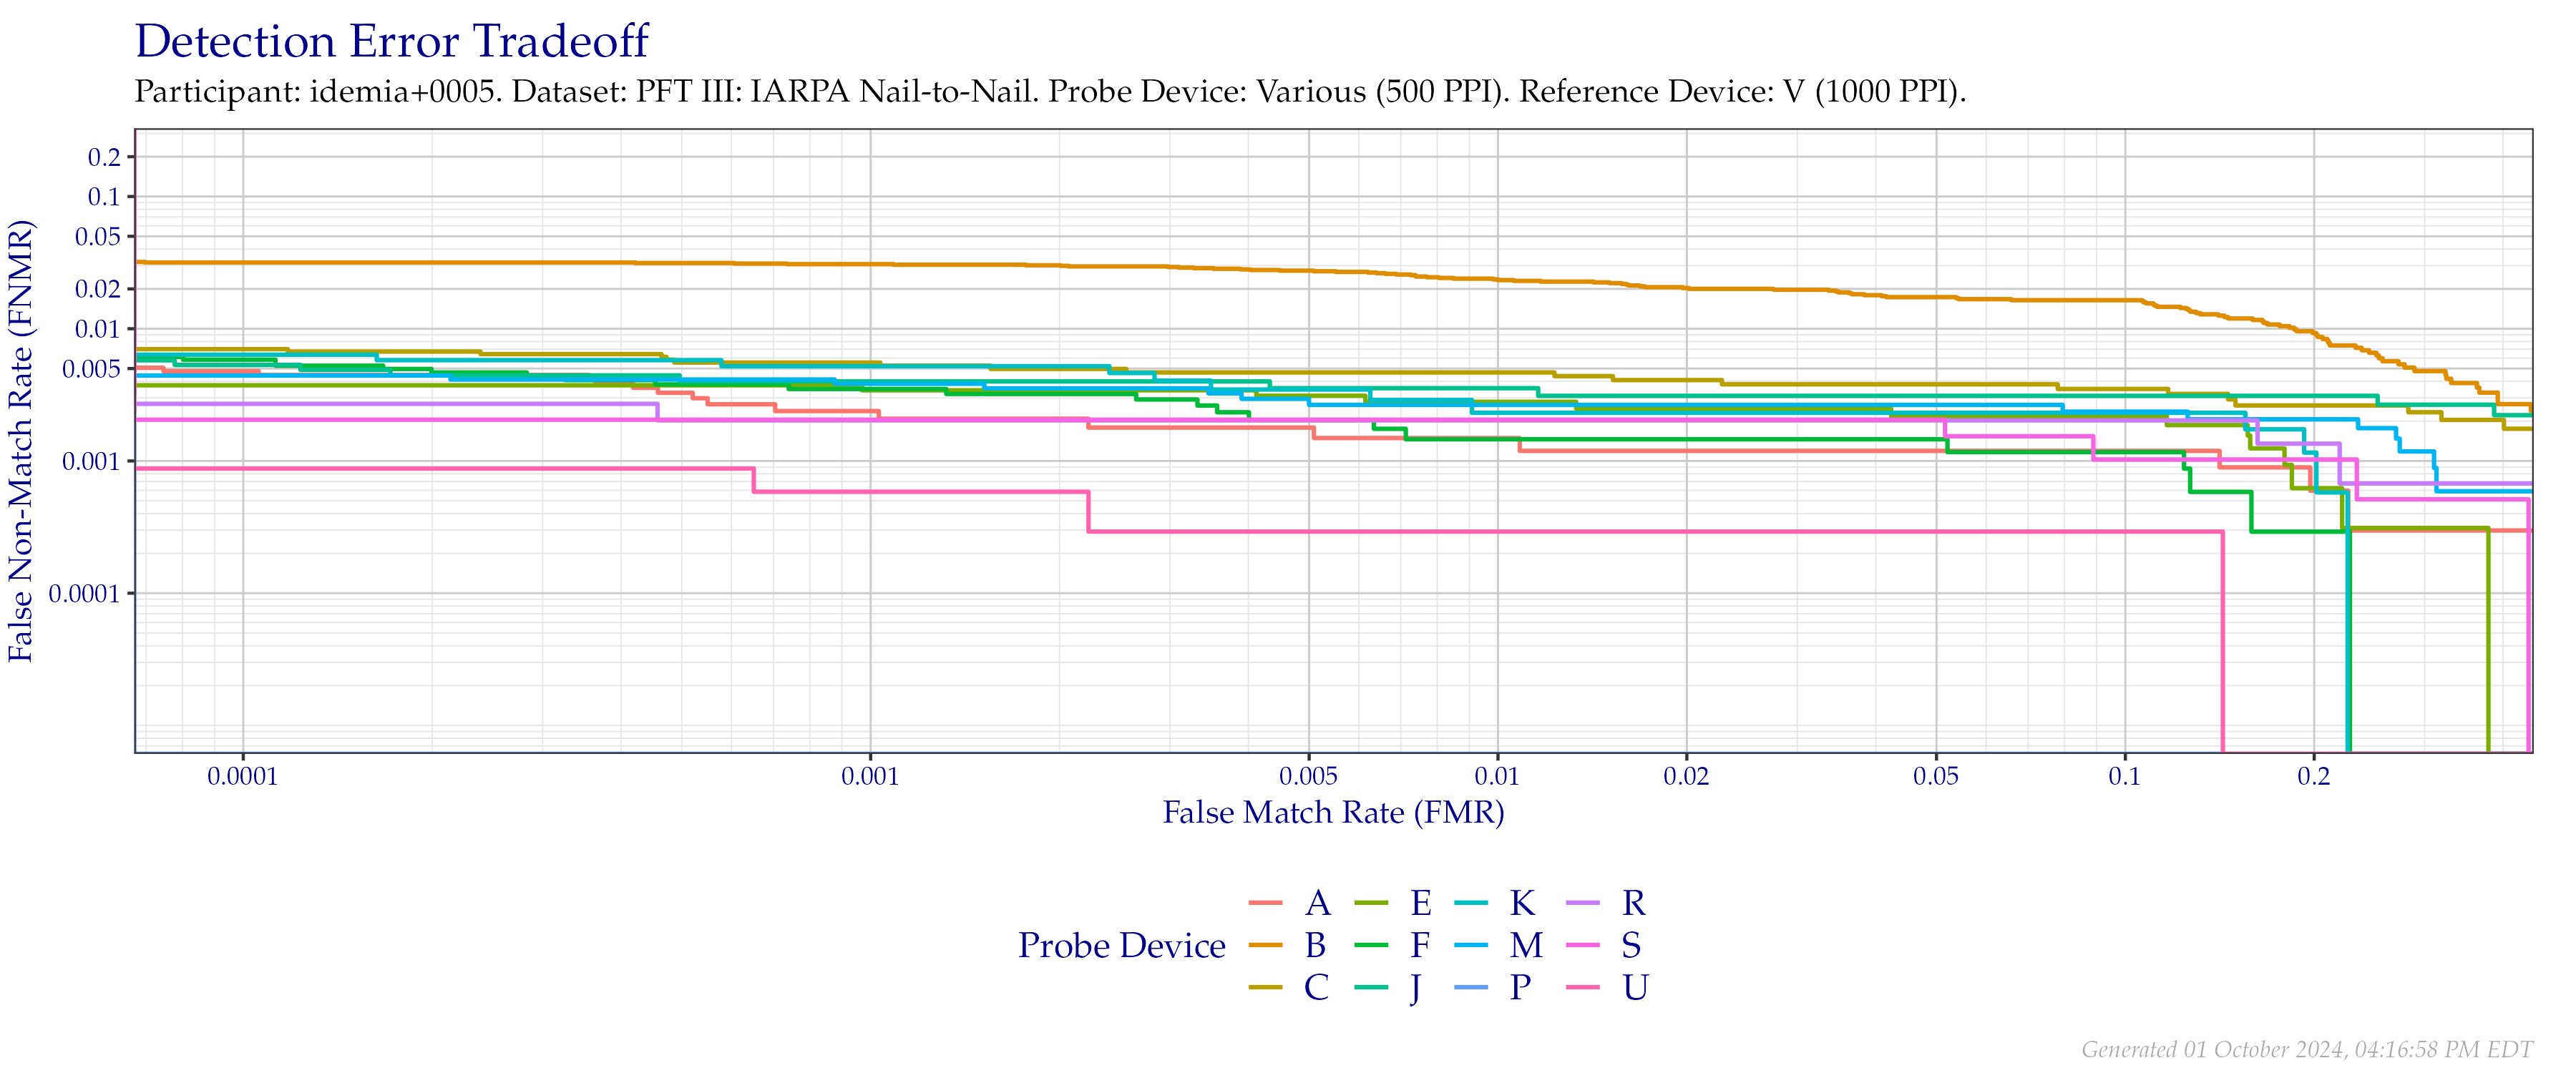 Detection Error Tradeoff
Participant: idemia+0005. Dataset: PFT III: IARPA Nail-to-Nail. Probe Device: Various (500 PPI). Reference Device: V (1000 PPI).
False Non-Match Rate (FNMR)
0.2
0.1
0.05
0.02
0.01
0.005
0.001
0.0001
0.0001 0.001 0.005 0.01 0.02 0.05 0.1 0.2
False Match Rate (FMR)
Probe Device
A E K R
B F M S
C J P U
Generated 01 October 2024, 04:16:58 PM EDT